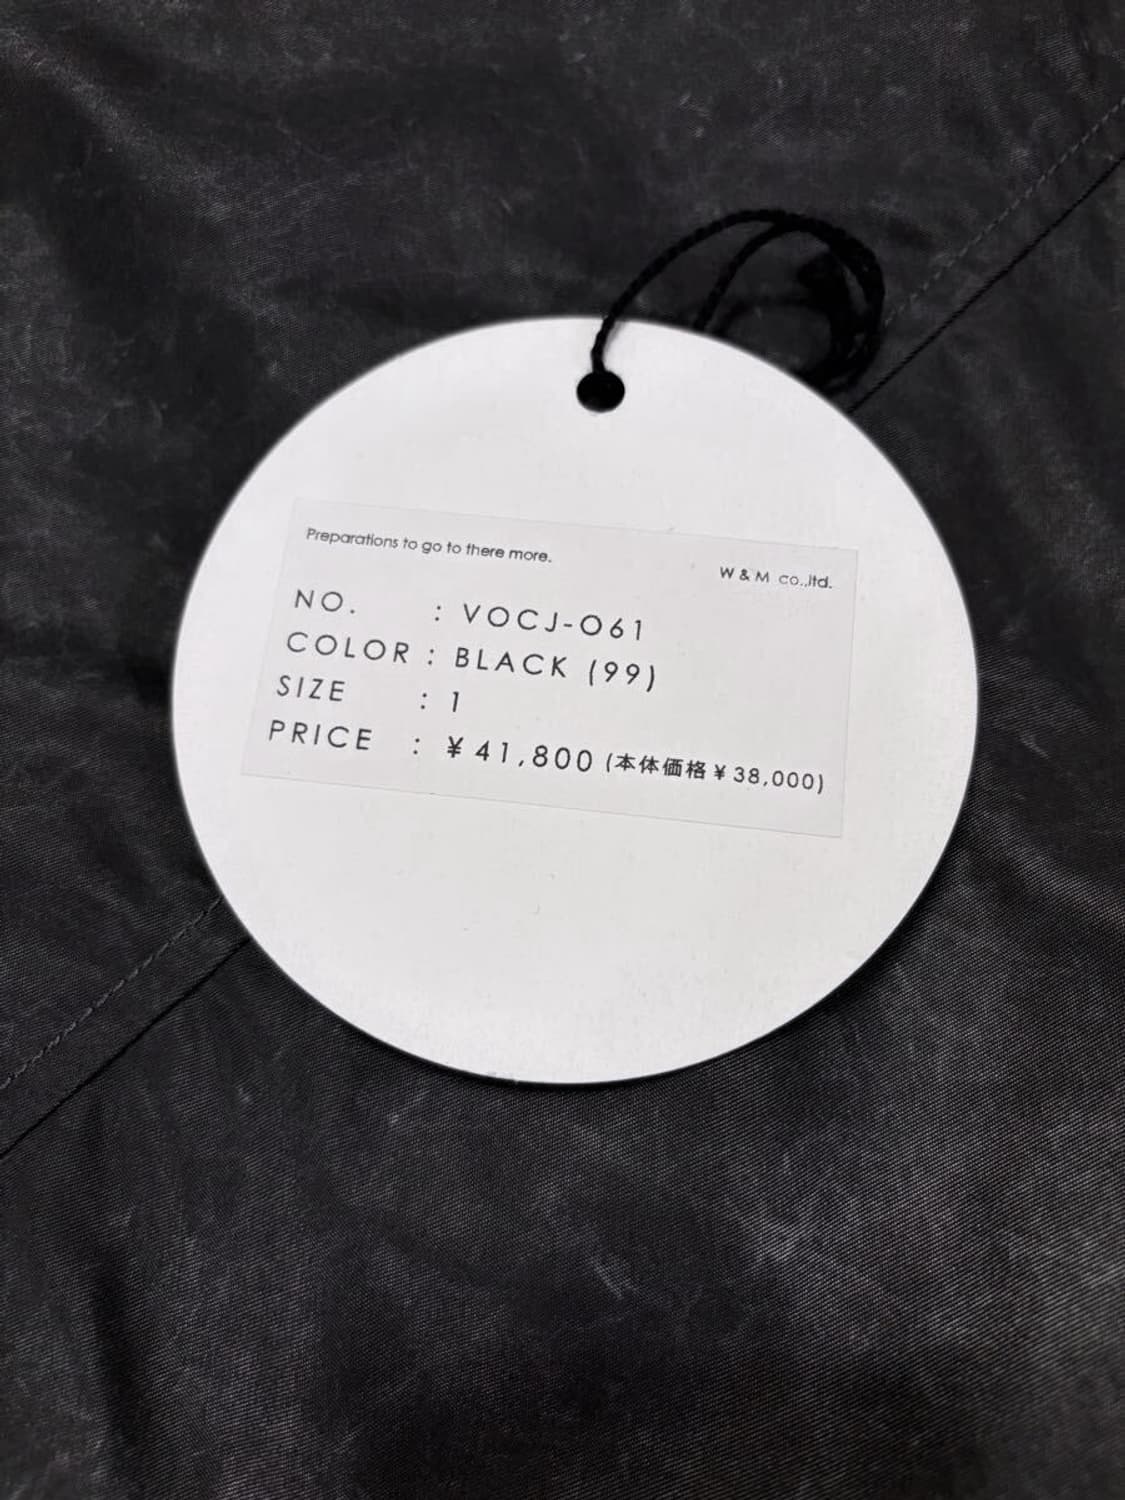 Preparations to go to there more.
W & M co.,ltd.
NO. : VOCJ-O61
COLOR : BLACK (99)
SIZE : 1
PRICE : ¥ 41,800 (本体価格 ¥ 38,000)